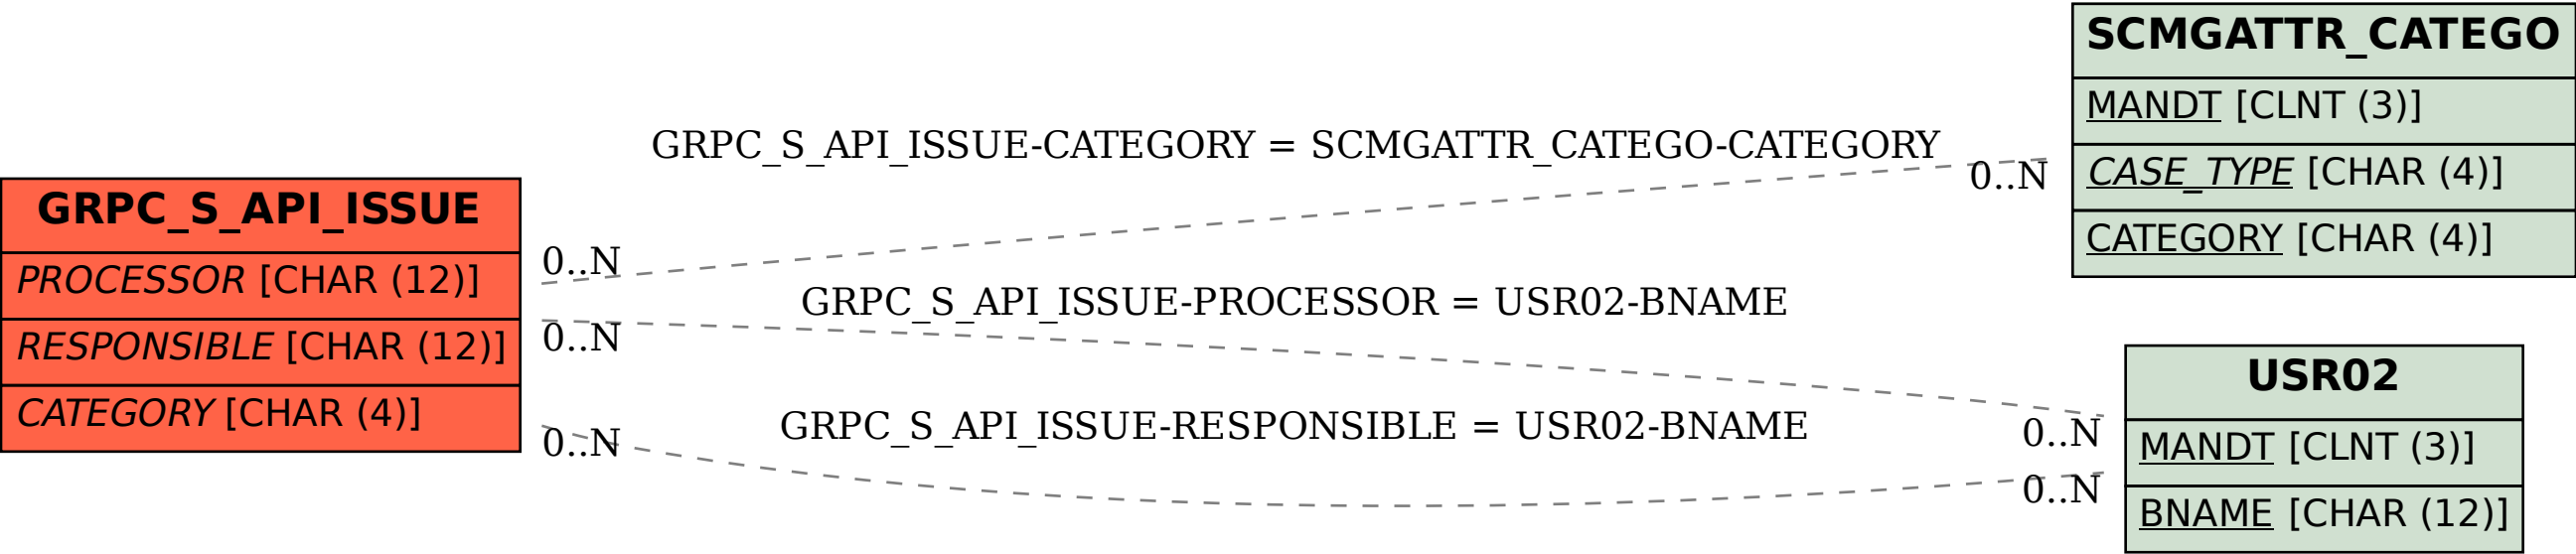 GRPC_S_API_ISSUE
PROCESSOR [CHAR (12)]
RESPONSIBLE [CHAR (12)]
CATEGORY [CHAR (4)]
GRPC_S_API_ISSUE-CATEGORY = SCMGATTR_CATEGO-CATEGORY
0..N
0..N
GRPC_S_API_ISSUE-PROCESSOR = USR02-BNAME
0..N
0..N
GRPC_S_API_ISSUE-RESPONSIBLE = USR02-BNAME
0..N
0..N
SCMGATTR_CATEGO
MANDT [CLNT (3)]
CASE_TYPE [CHAR (4)]
CATEGORY [CHAR (4)]
USR02
MANDT [CLNT (3)]
BNAME [CHAR (12)]